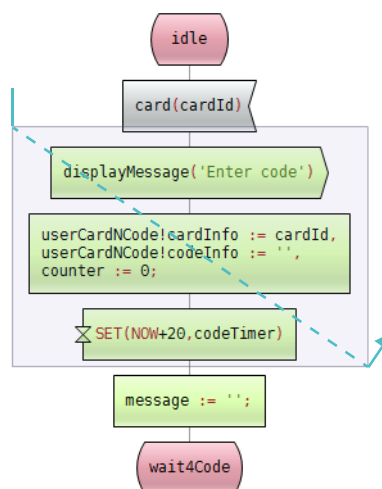 idle
card(cardId)
displayMessage('Enter code')
userCardNCode!cardInfo := cardId,
userCardNCode!codeInfo := '',
counter := 0;
SET(NOW+20,codeTimer)
message := '';
wait4Code